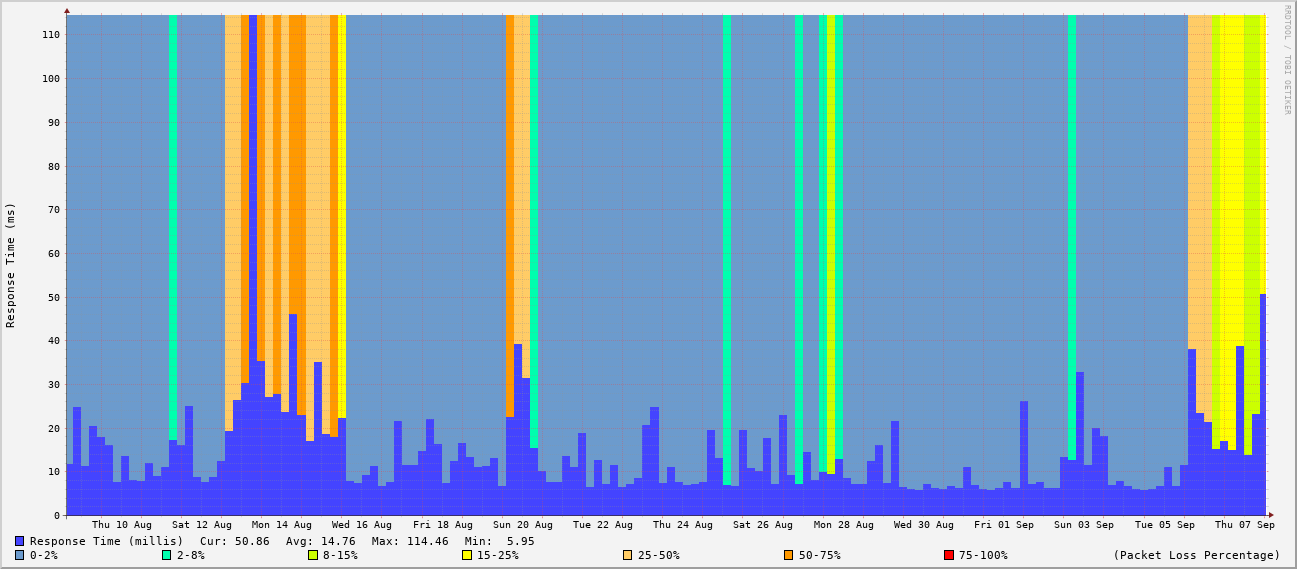 RRDTOOL / TOBI OETIKER
Response Time (ms)
110
100
90
80
70
60
50
40
30
20
10
0
Thu 10 Aug Sat 12 Aug Mon 14 Aug Wed 16 Aug Fri 18 Aug Sun 20 Aug Tue 22 Aug Thu 24 Aug Sat 26 Aug Mon 28 Aug Wed 30 Aug Fri 01 Sep Sun 03 Sep Tue 05 Sep Thu 07 Sep
Response Time (millis) Cur: 50.86 Avg: 14.76 Max: 114.46 Min: 5.95
0-2% 2-8% 8-15% 15-25% 25-50% 50-75% 75-100% (Packet Loss Percentage)